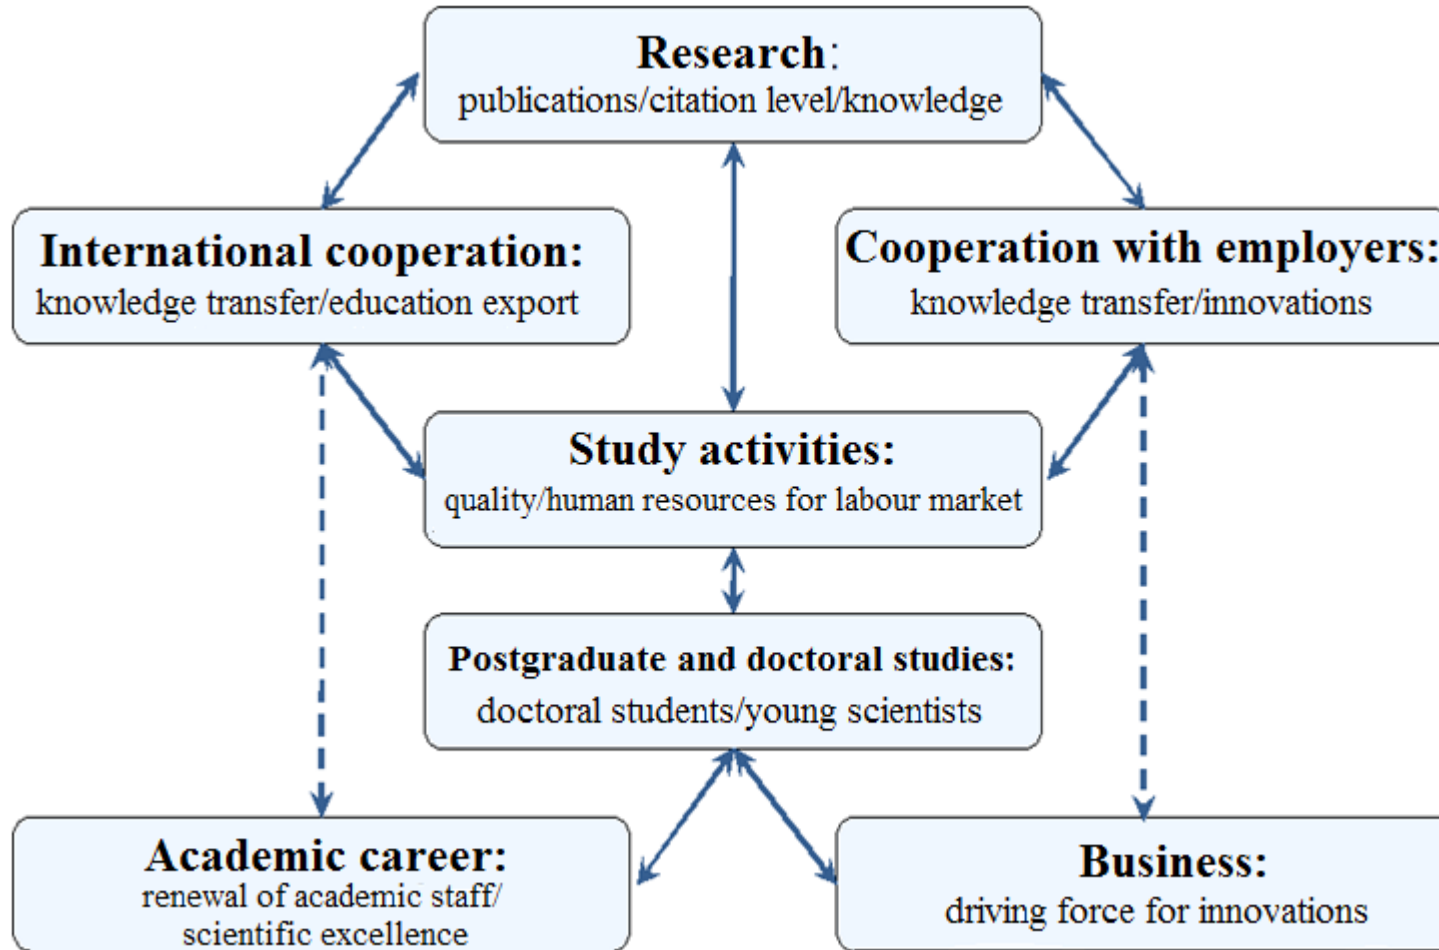 Research:
publications/citation level/knowledge
International cooperation:
knowledge transfer/education export
Cooperation with employers:
knowledge transfer/innovations
Study activities:
quality/human resources for labour market
Postgraduate and doctoral studies:
doctoral students/young scientists
Academic career:
renewal of academic staff/
scientific excellence
Business:
driving force for innovations